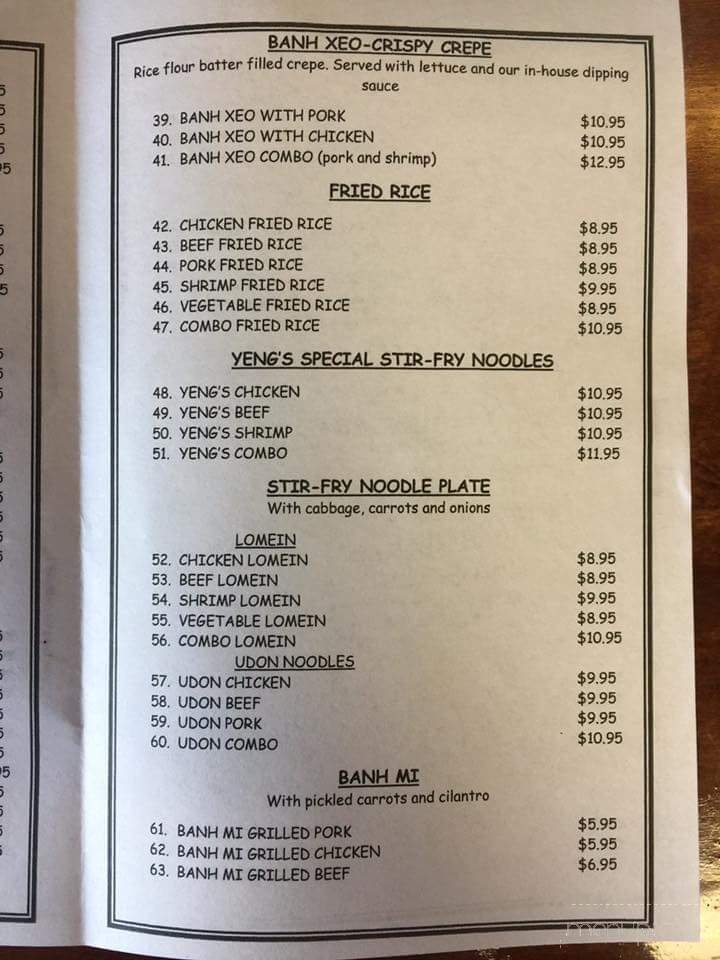 BANH XEO-CRISPY CREPE
Rice flour batter filled crepe. Served with lettuce and our in-house dipping
sauce
39. BANH XEO WITH PORK $10.95
40. BANH XEO WITH CHICKEN $10.95
41. BANH XEO COMBO (pork and shrimp) $12.95
FRIED RICE
42. CHICKEN FRIED RICE $8.95
43. BEEF FRIED RICE $8.95
44. PORK FRIED RICE $8.95
45. SHRIMP FRIED RICE $9.95
46. VEGETABLE FRIED RICE $8.95
47. COMBO FRIED RICE $10.95
YENG'S SPECIAL STIR-FRY NOODLES
48. YENG'S CHICKEN $10.95
49. YENG'S BEEF $10.95
50. YENG'S SHRIMP $10.95
51. YENG'S COMBO $11.95
STIR-FRY NOODLE PLATE
With cabbage, carrots and onions
LOMEIN
52. CHICKEN LOMEIN $8.95
53. BEEF LOMEIN $8.95
54. SHRIMP LOMEIN $9.95
55. VEGETABLE LOMEIN $8.95
56. COMBO LOMEIN $10.95
UDON NOODLES
57. UDON CHICKEN $9.95
58. UDON BEEF $9.95
59. UDON PORK $9.95
60. UDON COMBO $10.95
BANH MI
With pickled carrots and cilantro
61. BANH MI GRILLED PORK $5.95
62. BANH MI GRILLED CHICKEN $5.95
63. BANH MI GRILLED BEEF $6.95